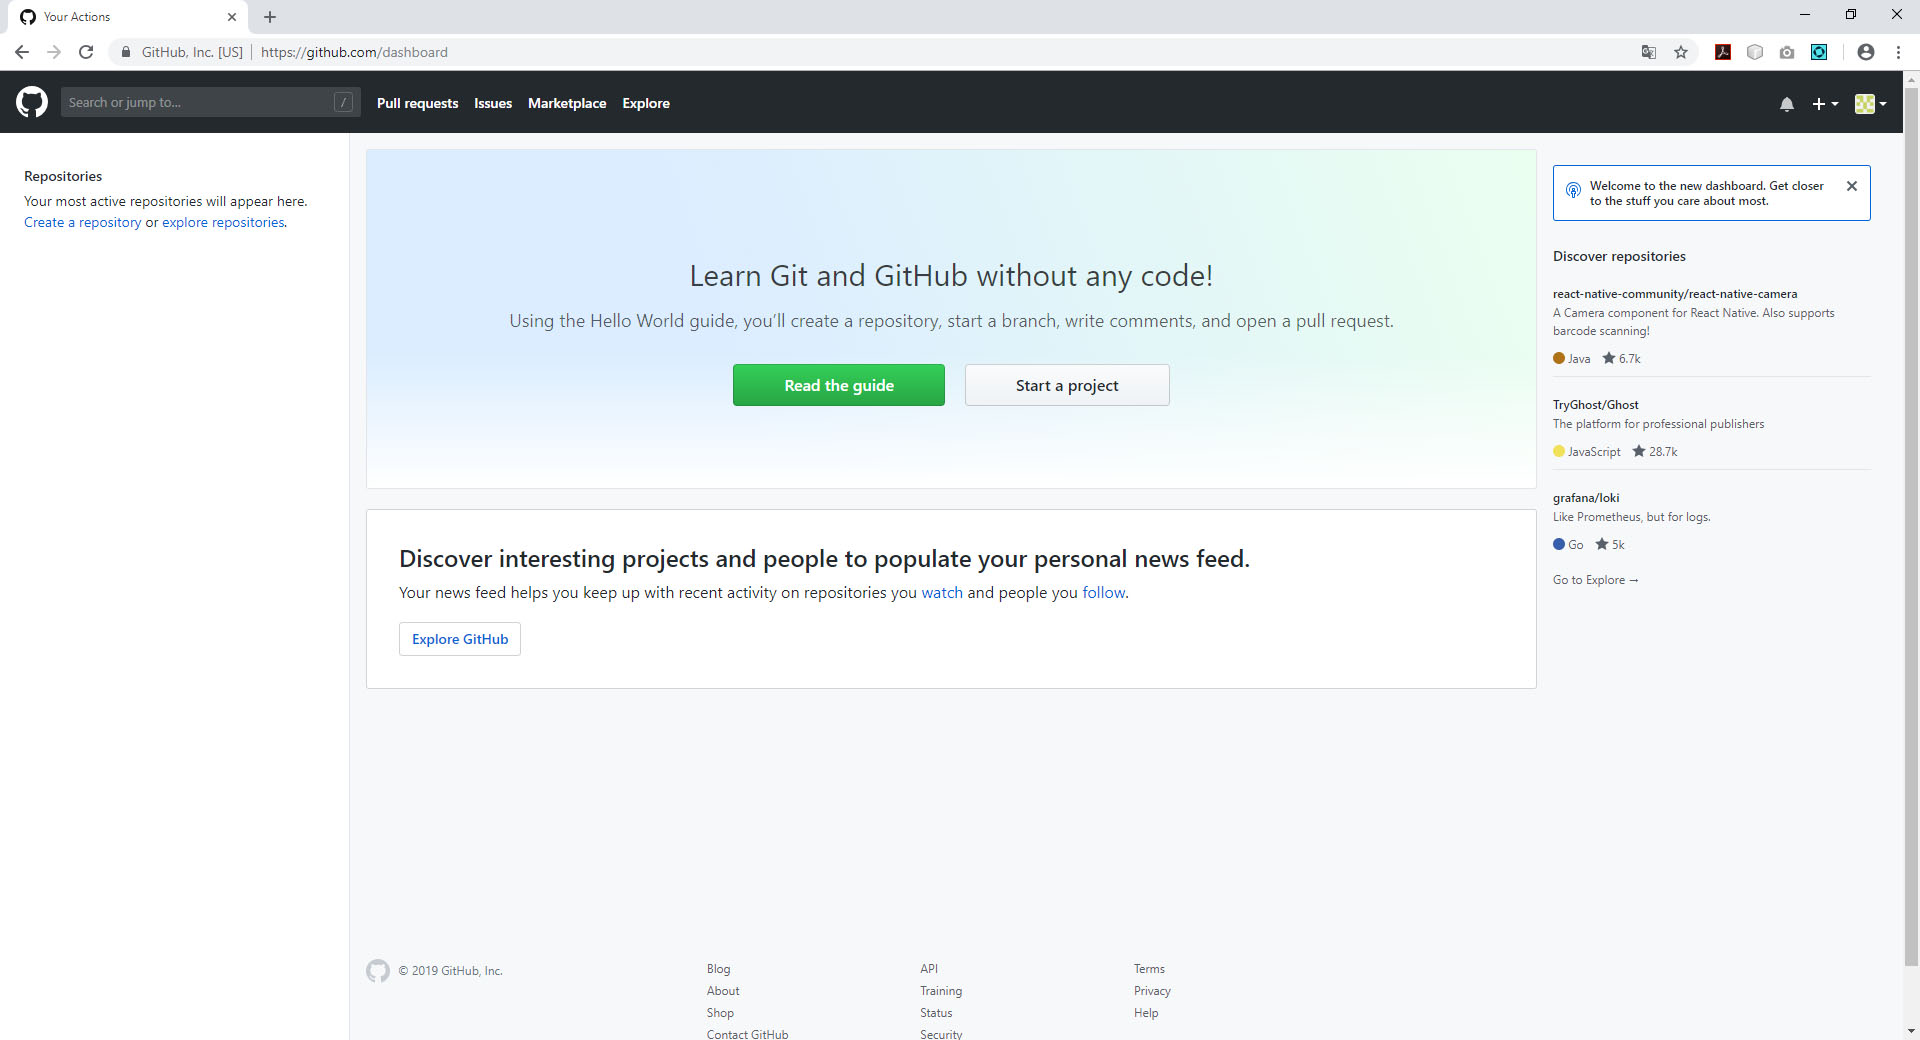 Your Actions
GitHub, Inc. [US] https://github.com/dashboard
Search or jump to... /
Pull requests Issues Marketplace Explore
Repositories
Your most active repositories will appear here.
Create a repository or explore repositories.
Learn Git and GitHub without any code!
Using the Hello World guide, you’ll create a repository, start a branch, write comments, and open a pull request.
Read the guide Start a project
Discover interesting projects and people to populate your personal news feed.
Your news feed helps you keep up with recent activity on repositories you watch and people you follow.
Explore GitHub
Welcome to the new dashboard. Get closer
to the stuff you care about most.
Discover repositories
react-native-community/react-native-camera
A Camera component for React Native. Also supports
barcode scanning!
Java 6.7k
TryGhost/Ghost
The platform for professional publishers
JavaScript 28.7k
grafana/loki
Like Prometheus, but for logs.
Go 5k
Go to Explore →
© 2019 GitHub, Inc.
Blog
About
Shop
Contact GitHub
API
Training
Status
Security
Terms
Privacy
Help